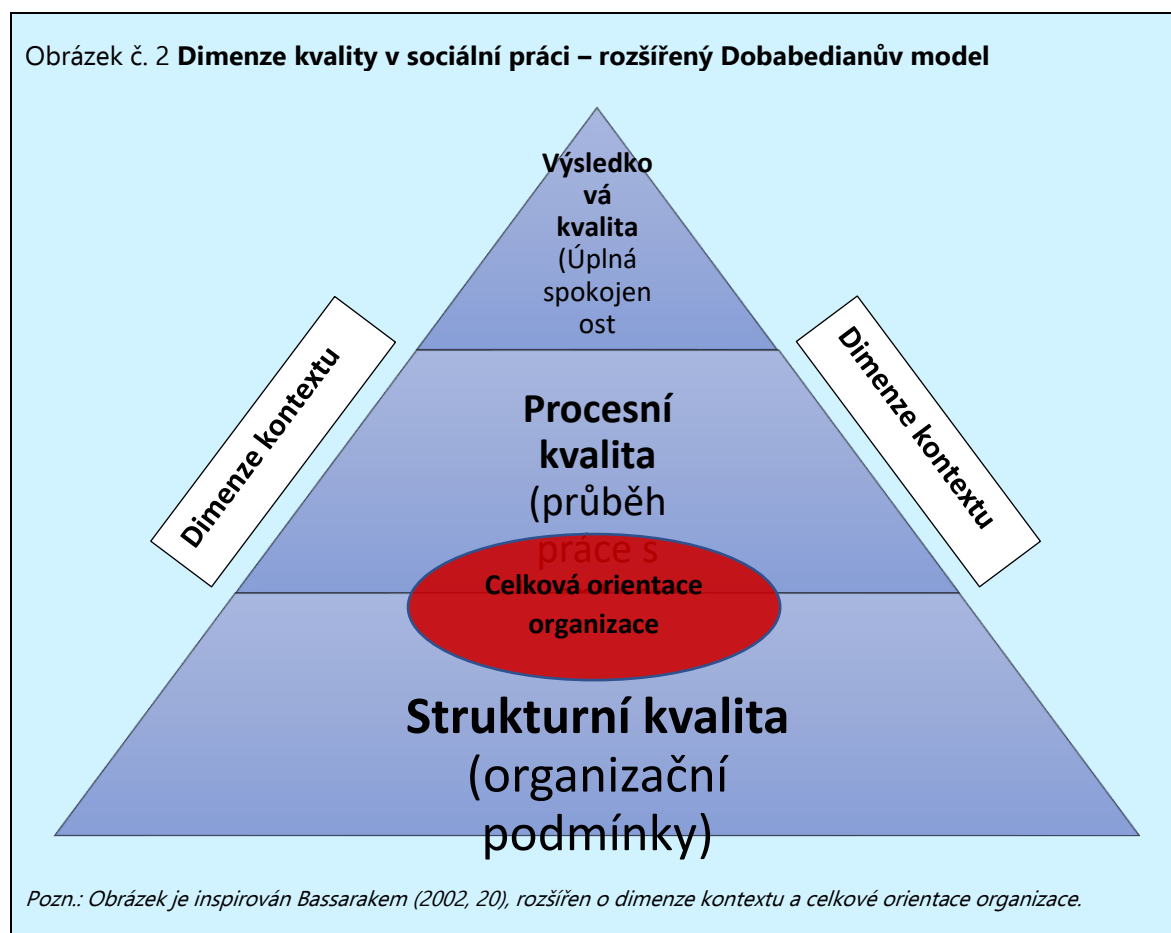 Obrázek č. 2 Dimenze kvality v sociální práci – rozšířený Dobabedianův model
Výsledko
vá
kvalita
(Úplná
spokojen
ost
Dimenze kontextu
Dimenze kontextu
Procesní
kvalita
(průběh
práce s
Celková orientace
organizace
Strukturní kvalita
(organizační
podmínky)
Pozn.: Obrázek je inspirován Bassarakem (2002, 20), rozšířen o dimenze kontextu a celkové orientace organizace.